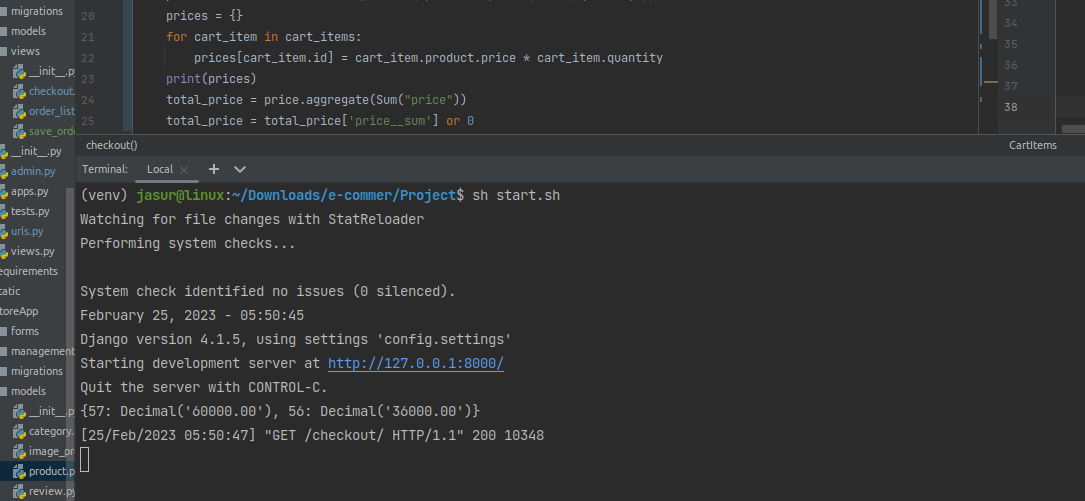 migrations
models
views
__init__.py
checkout.
order_list
save_orde
__init__.py
admin.py
apps.py
tests.py
urls.py
views.py
equirements
tatic
toreApp
forms
management
migrations
models
__init__.py
category.
image_pr
product.p
review.py
20 prices = {}
21 for cart_item in cart_items:
22 prices[cart_item.id] = cart_item.product.price * cart_item.quantity
23 print(prices)
24 total_price = price.aggregate(Sum("price"))
25 total_price = total_price['price__sum'] or 0
33
34
35
36
37
38
checkout()
CartItems
Terminal: Local × +
(venv) jasur@linux:~/Downloads/e-commer/Project$ sh start.sh
Watching for file changes with StatReloader
Performing system checks...
System check identified no issues (0 silenced).
February 25, 2023 - 05:50:45
Django version 4.1.5, using settings 'config.settings'
Starting development server at http://127.0.0.1:8000/
Quit the server with CONTROL-C.
{57: Decimal('60000.00'), 56: Decimal('36000.00')}
[25/Feb/2023 05:50:47] "GET /checkout/ HTTP/1.1" 200 10348